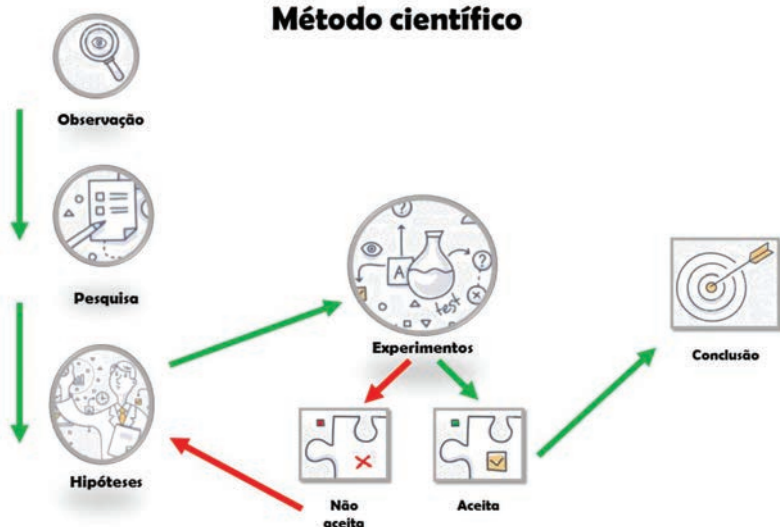 Método científico
Observação
Pesquisa
Hipóteses
A
?
?
test
Experimentos
Não
aceita
Aceita
Conclusão